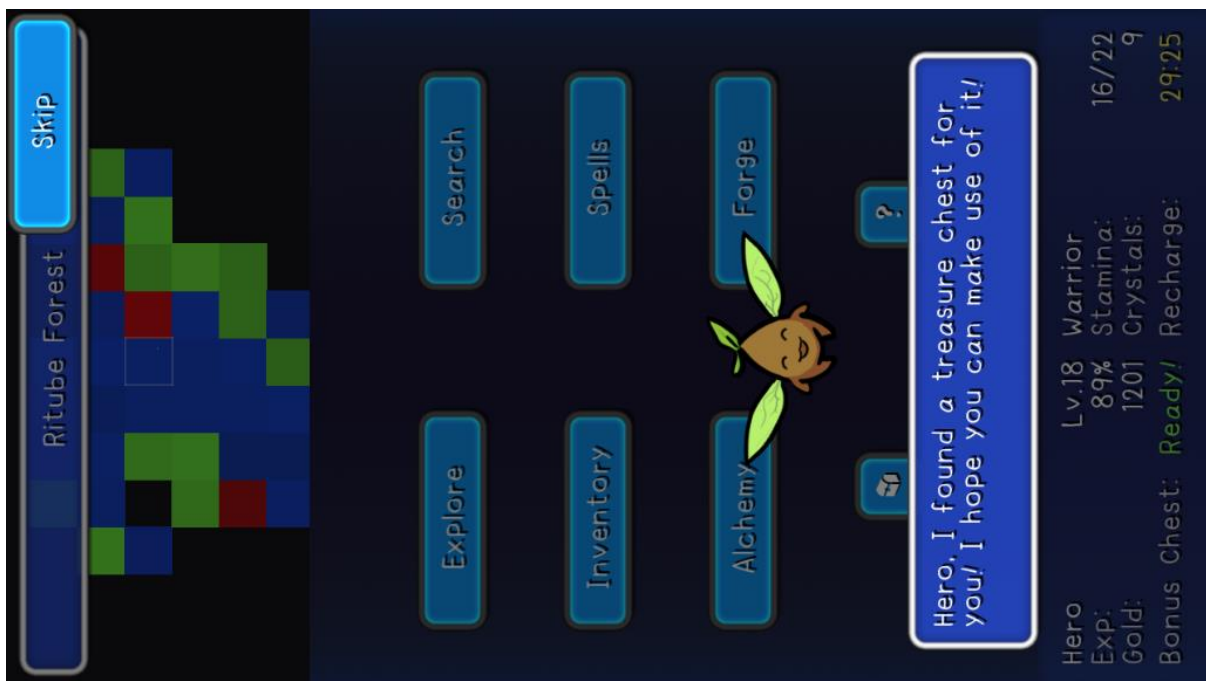 Skip
Ritube Forest
Explore
Search
Inventory
Spells
Alchemy
Forge
?
Hero, I found a treasure chest for
you! I hope you can make use of it!
Hero Lv.18 Warrior
Exp: 89% Stamina: 16/22
Gold: 1201 Crystals: 9
Bonus Chest: Ready! Recharge: 29:25